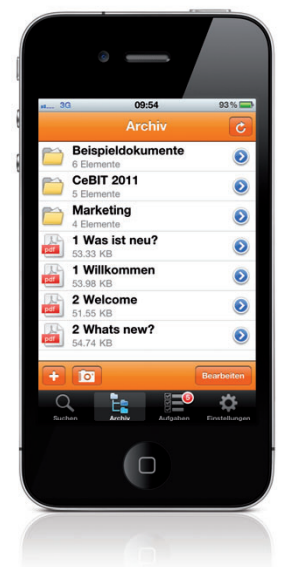 3G 09:54 93 %
Archiv
Beispieldokumente
6 Elemente
CeBIT 2011
5 Elemente
Marketing
4 Elemente
pdf 1 Was ist neu?
53.33 KB
pdf 1 Willkommen
53.98 KB
pdf 2 Welcome
51.55 KB
pdf 2 Whats new?
54.74 KB
+ Bearbeiten
Suchen Archiv Aufgaben Einstellungen